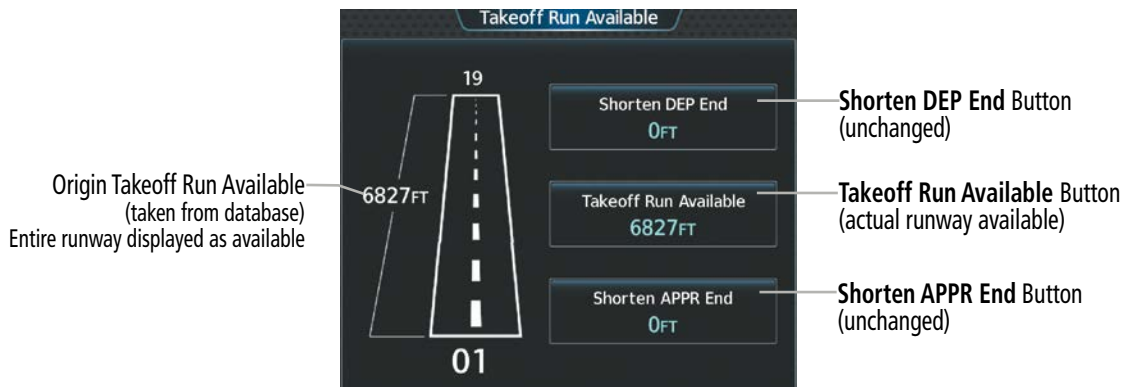 Takeoff Run Available
19
6827FT
01
Shorten DEP End
0FT
Takeoff Run Available
6827FT
Shorten APPR End
0FT
Origin Takeoff Run Available
(taken from database)
Entire runway displayed as available
Shorten DEP End Button
(unchanged)
Takeoff Run Available Button
(actual runway available)
Shorten APPR End Button
(unchanged)